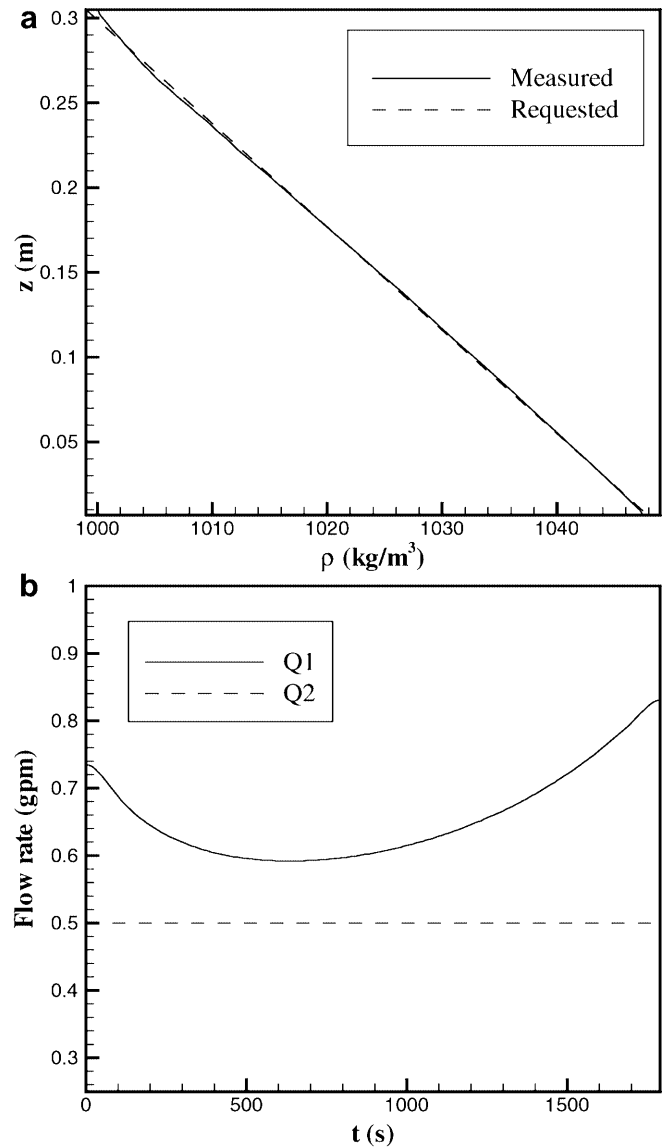 a
0.3
0.25
0.2
0.15
0.1
0.05
z (m)
Measured
Requested
1000
1010
1020
1030
1040
ρ (kg/m³)
b
1
0.9
0.8
0.7
0.6
0.5
0.4
0.3
Flow rate (gpm)
Q1
Q2
0
500
1000
1500
t (s)